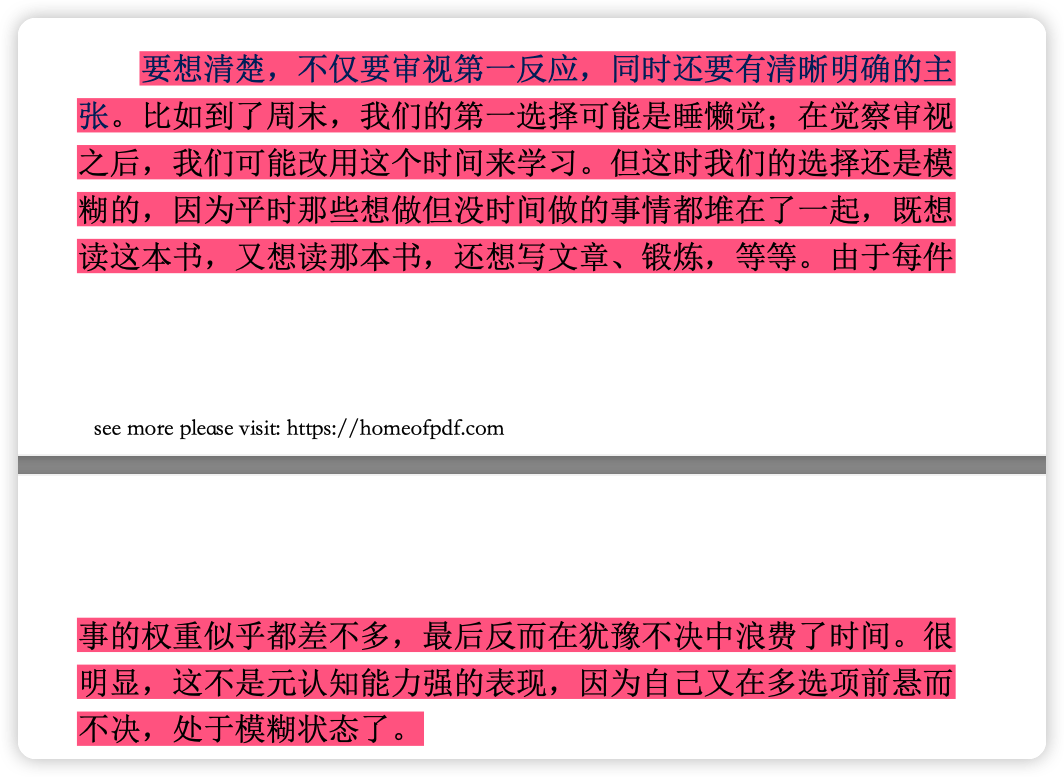 要想清楚，不仅要审视第一反应，同时还要有清晰明确的主
张。比如到了周末，我们的第一选择可能是睡懒觉；在觉察审视
之后，我们可能改用这个时间来学习。但这时我们的选择还是模
糊的，因为平时那些想做但没时间做的事情都堆在了一起，既想
读这本书，又想读那本书，还想写文章、锻炼，等等。由于每件
see more please visit: https://homeofpdf.com
事的权重似乎都差不多，最后反而在犹豫不决中浪费了时间。很
明显，这不是元认知能力强的表现，因为自己又在多选项前悬而
不决，处于模糊状态了。